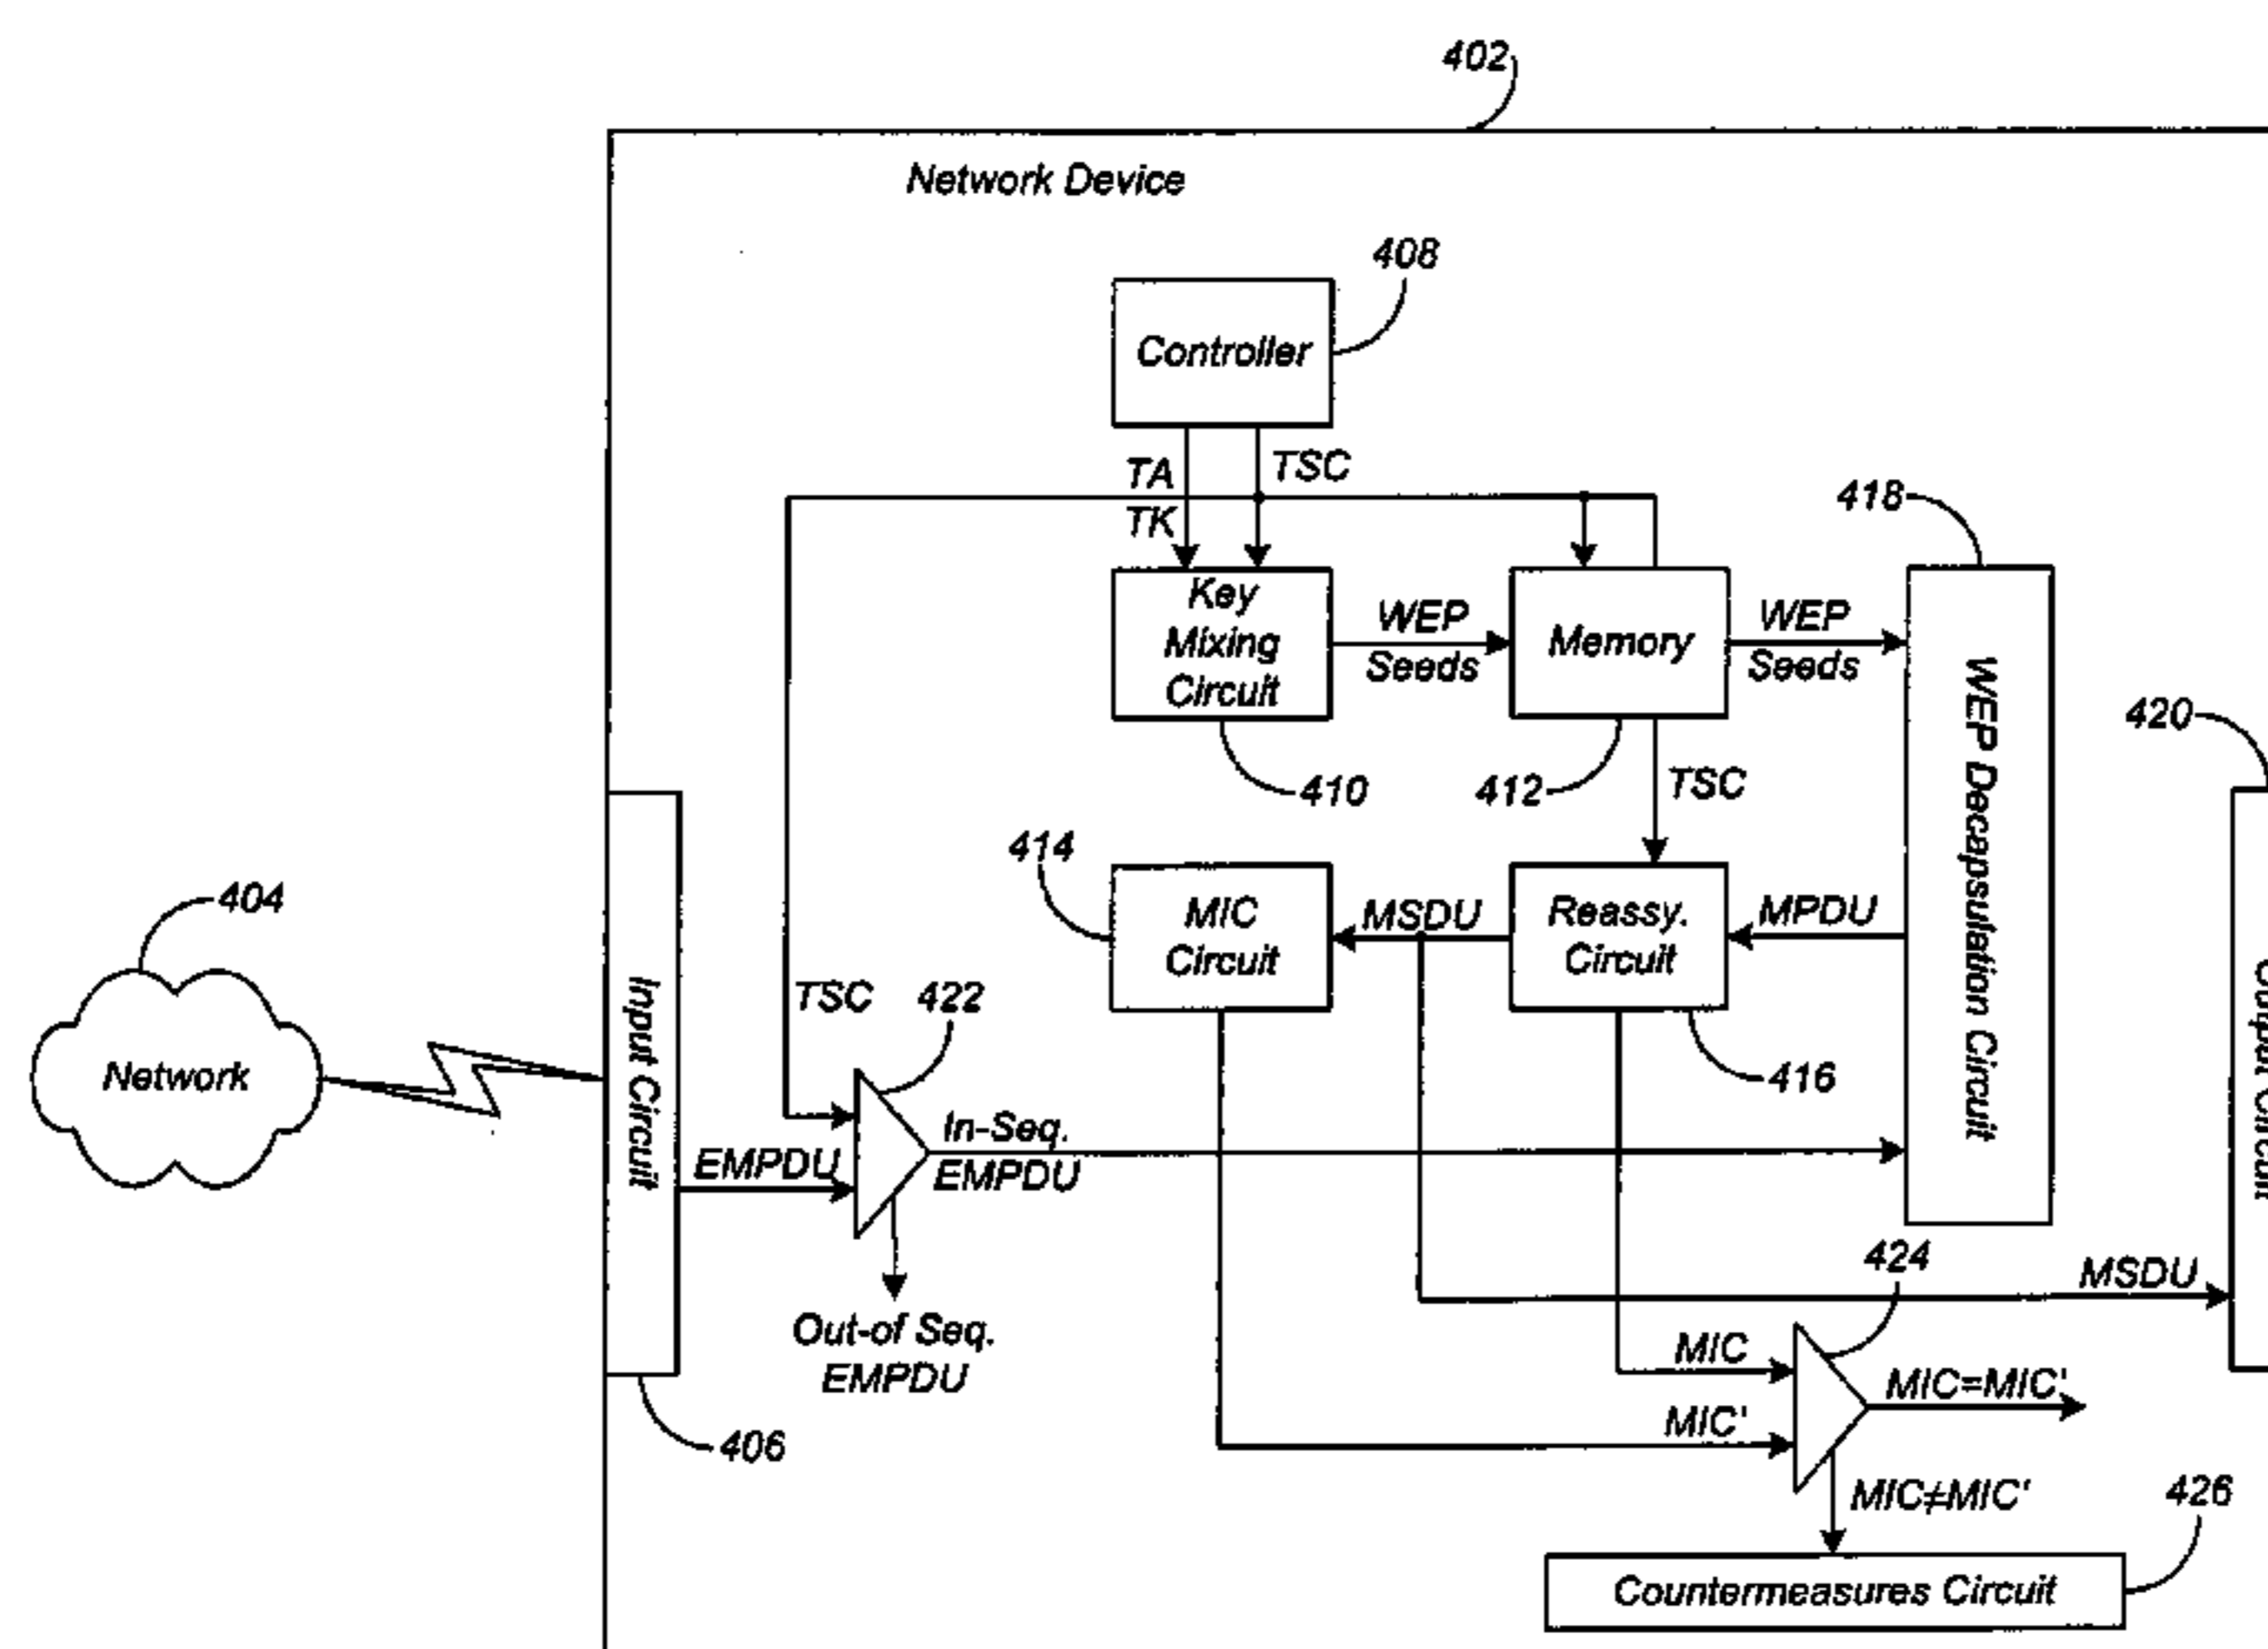 402
Network Device
408
Controller
TA
TSC
TK
418
Key
Mixing
Circuit
WEP
Seeds
Memory
WEP
Seeds
WEP Decapsulation Circuit
420
410
412
TSC
414
404
MIC
Circuit
MSDU
Reassy.
Circuit
MPDU
Output Circuit
TSC
422
Network
Input Circuit
416
In-Seq.
EMPDU
EMPDU
424
MSDU
Out-of Seq.
EMPDU
MIC
MIC=MIC'
MIC'
406
MIC≠MIC'
426
Countermeasures Circuit